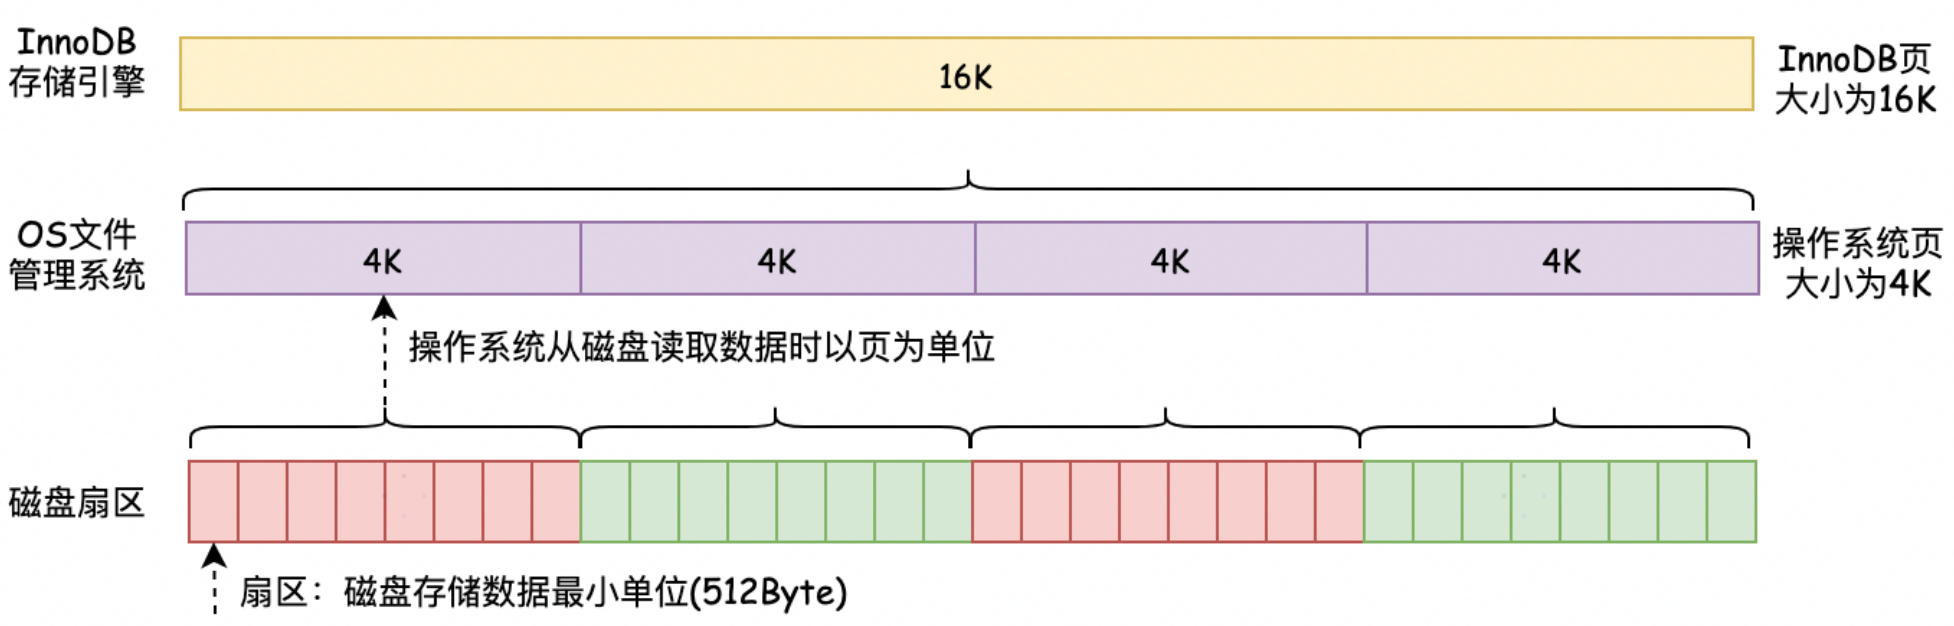 InnoDB
存储引擎
16K
InnoDB页
大小为16K
OS文件
管理系统
4K
4K
4K
4K
操作系统页
大小为4K
操作系统从磁盘读取数据时以页为单位
磁盘扇区
扇区：磁盘存储数据最小单位(512Byte)